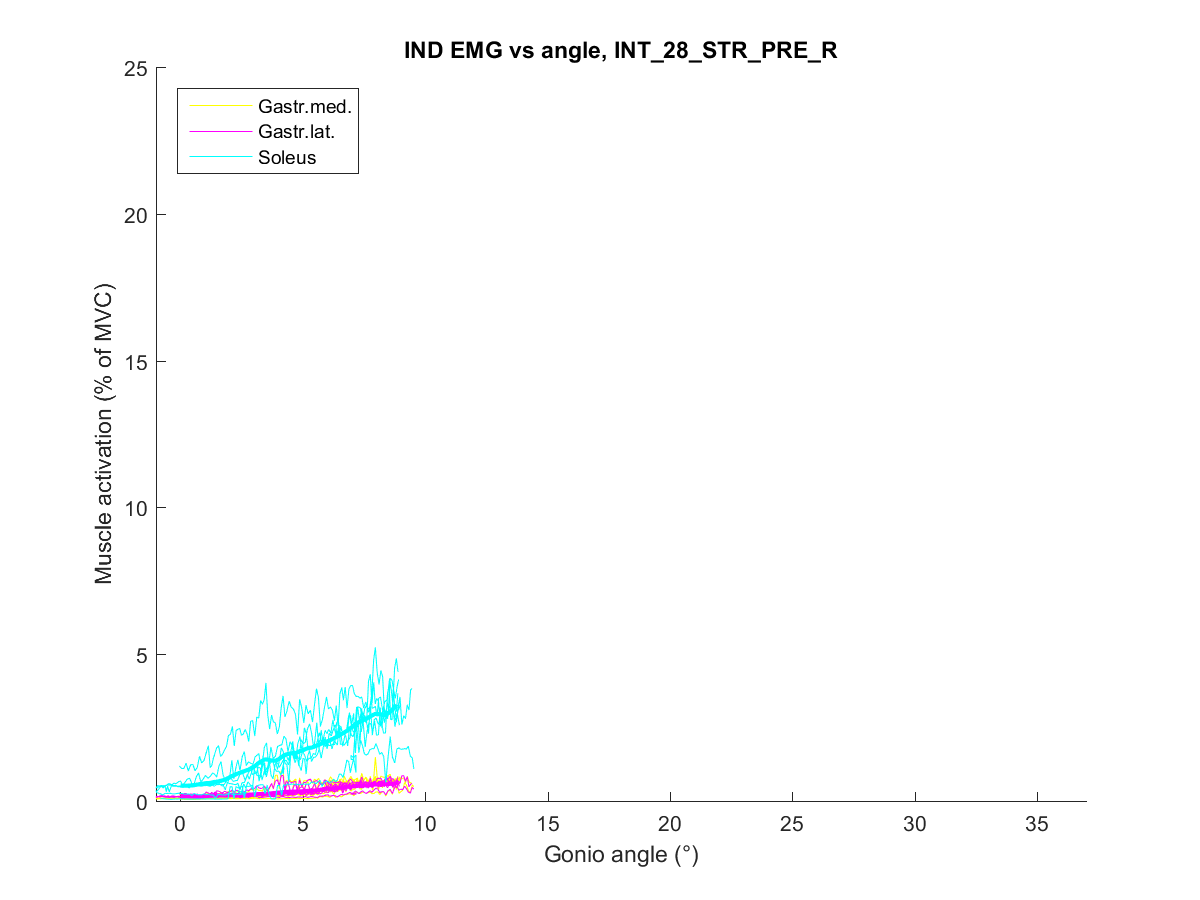 IND EMG vs angle, INT_28_STR_PRE_R
25
20
15
10
5
0
Muscle activation (% of MVC)
Gastr.med.
Gastr.lat.
Soleus
0 5 10 15 20 25 30 35
Gonio angle (°)